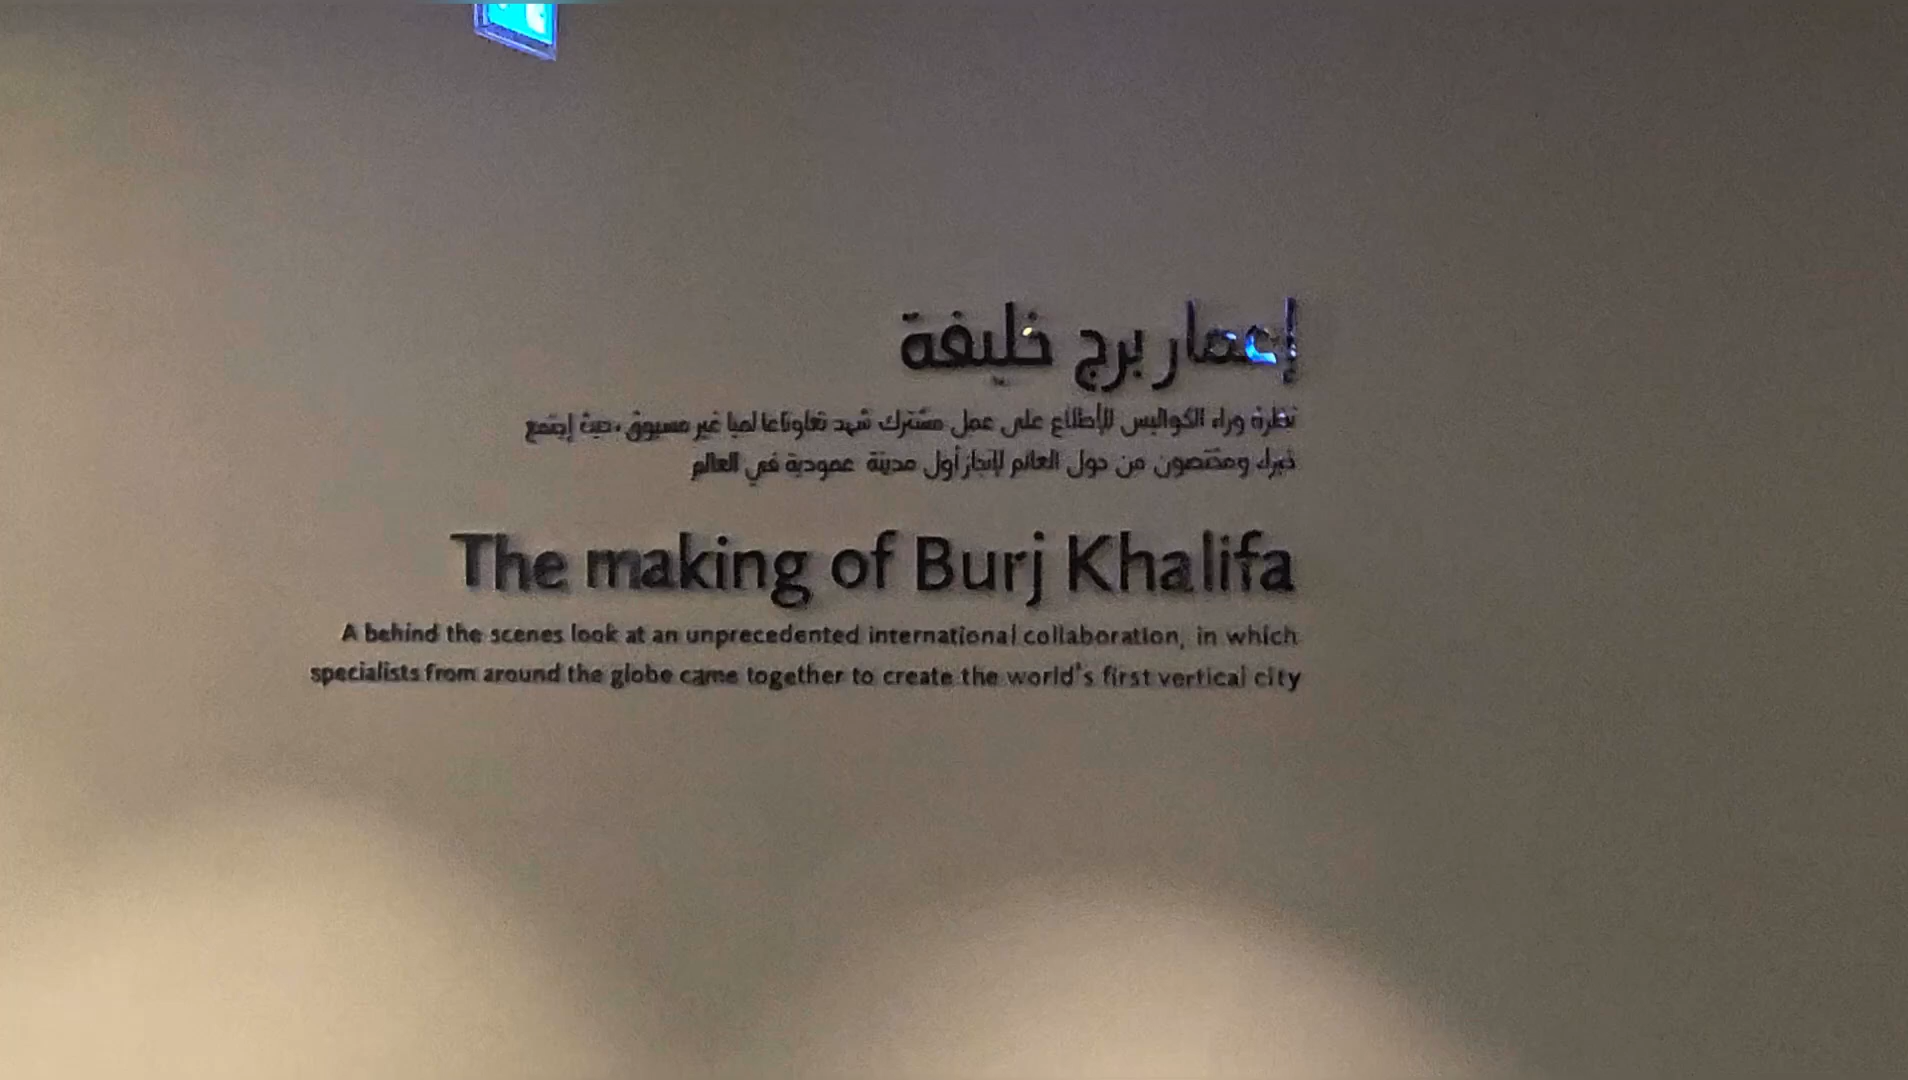 إعمار برج خليفة
نظرة وراء الكواليس للإطلاع على عمل مشترك شهد تعاونا عالميا غير مسبوق، حيث إجتمع
خبراء ومختصون من حول العالم لإنجاز أول مدينة عمودية في العالم
The making of Burj Khalifa
A behind the scenes look at an unprecedented international collaboration, in which
specialists from around the globe came together to create the world's first vertical city